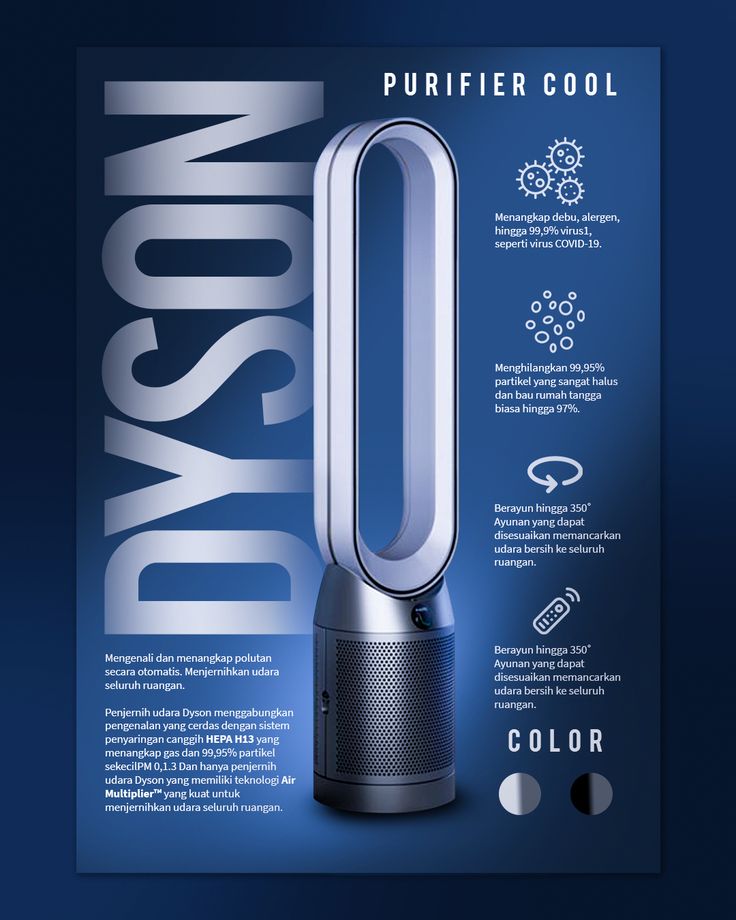 PURIFIER COOL
DYSON
Menangkap debu, alergen,
hingga 99,9% virus1,
seperti virus COVID-19.
Menghilangkan 99,95%
partikel yang sangat halus
dan bau rumah tangga
biasa hingga 97%.
Berayun hingga 350°
Ayunan yang dapat
disesuaikan memancarkan
udara bersih ke seluruh
ruangan.
Berayun hingga 350°
Ayunan yang dapat
disesuaikan memancarkan
udara bersih ke seluruh
ruangan.
Mengenali dan menangkap polutan
secara otomatis. Menjernihkan udara
seluruh ruangan.
Penjernih udara Dyson menggabungkan
pengenalan yang cerdas dengan sistem
penyaringan canggih HEPA H13 yang
menangkap gas dan 99,95% partikel
sekecilPM 0,1.3 Dan hanya penjernih
udara Dyson yang memiliki teknologi Air
Multiplier™ yang kuat untuk
menjernihkan udara seluruh ruangan.
COLOR